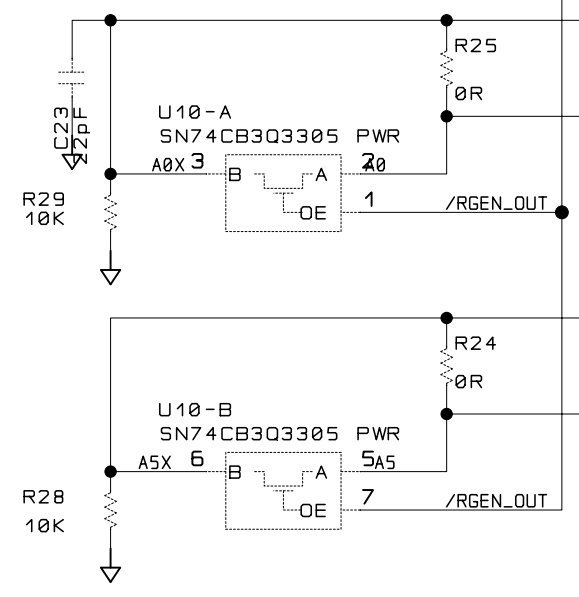 R25
0R
C23
22pF
U10-A
SN74CB3Q3305 PWR
A0X 3 B A 2 A0
R29
10K
1 /RGEN_OUT
OE
R24
0R
U10-B
SN74CB3Q3305 PWR
A5X 6 B A 5 A5
R28
10K
7 /RGEN_OUT
OE